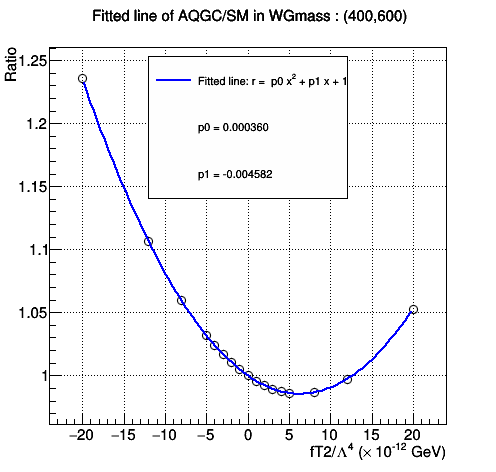 Fitted line of AQGC/SM in WGmass : (400,600)
Ratio
1.25
1.2
1.15
1.1
1.05
1
Fitted line: r = p0 x² + p1 x + 1
p0 = 0.000360
p1 = -0.004582
−20 −15 −10 −5 0 5 10 15 20
fT2/Λ⁴ (× 10⁻¹² GeV)